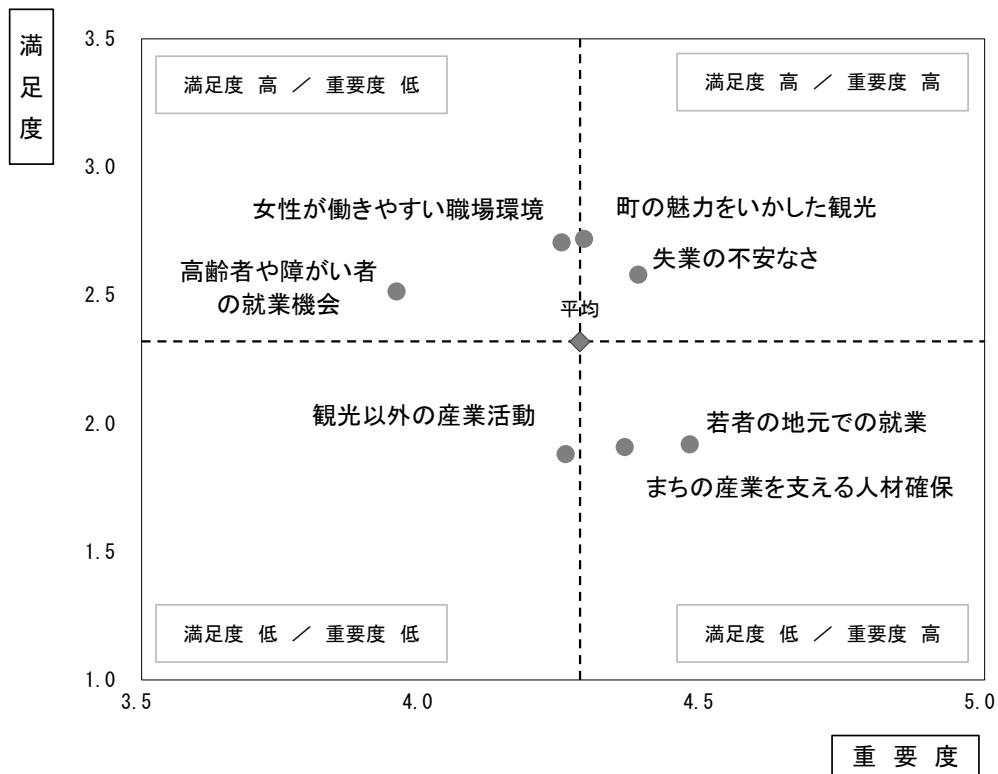 満足度
3.5
満足度 高 ／ 重要度 低
満足度 高 ／ 重要度 高
3.0
女性が働きやすい職場環境
町の魅力をいかした観光
失業の不安なさ
高齢者や障がい者
の就業機会
2.5
平均
2.0
観光以外の産業活動
若者の地元での就業
まちの産業を支える人材確保
1.5
満足度 低 ／ 重要度 低
満足度 低 ／ 重要度 高
1.0
3.5
4.0
4.5
5.0
重 要 度